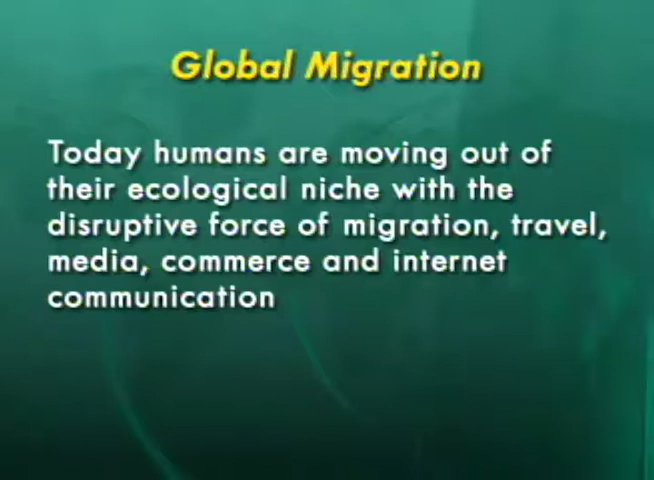 Global Migration
Today humans are moving out of
their ecological niche with the
disruptive force of migration, travel,
media, commerce and internet
communication